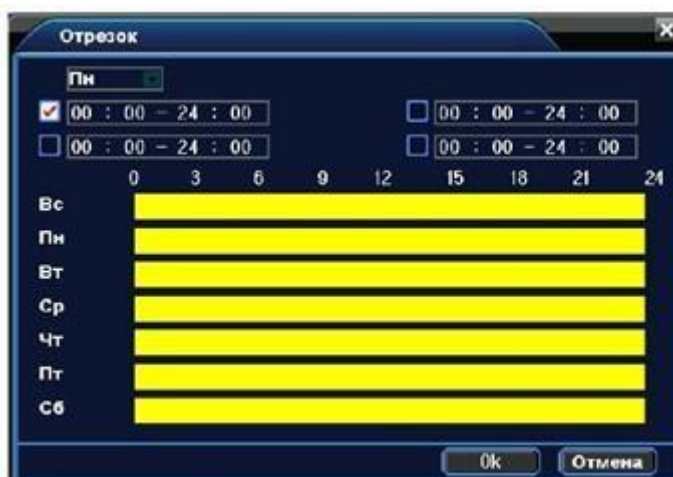 Отрезок
Пн
00 : 00 - 24 : 00 00 : 00 - 24 : 00
00 : 00 - 24 : 00 00 : 00 - 24 : 00
0 3 6 9 12 15 18 21 24
Вс
Пн
Вт
Ср
Чт
Пт
Сб
Ok Отмена